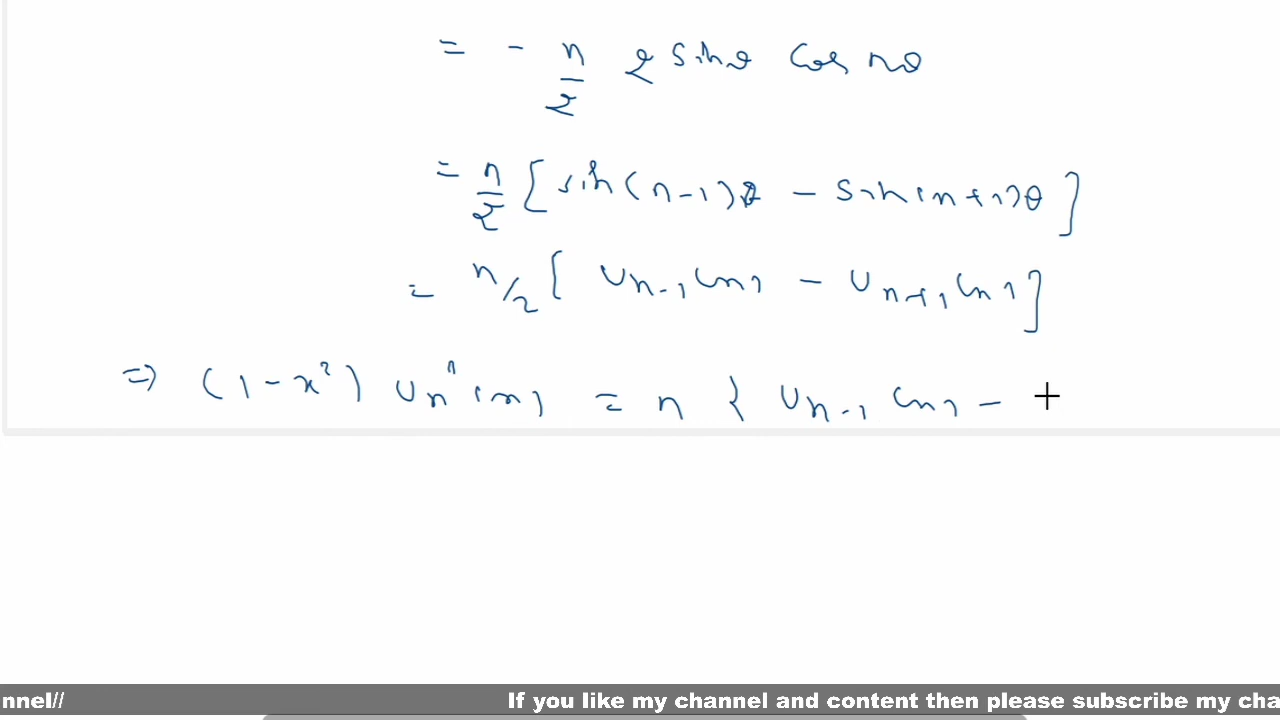 = - n/2 2 sinθ cos nθ
= n/2 [ sin(n-1)θ - sin(n+1)θ ]
= n/2 [ Un-1(x) - Un+1(x) ]
=> (1-x²) Un'(x) = n { Un-1(x) -
nnel// If you like my channel and content then please subscribe my cha